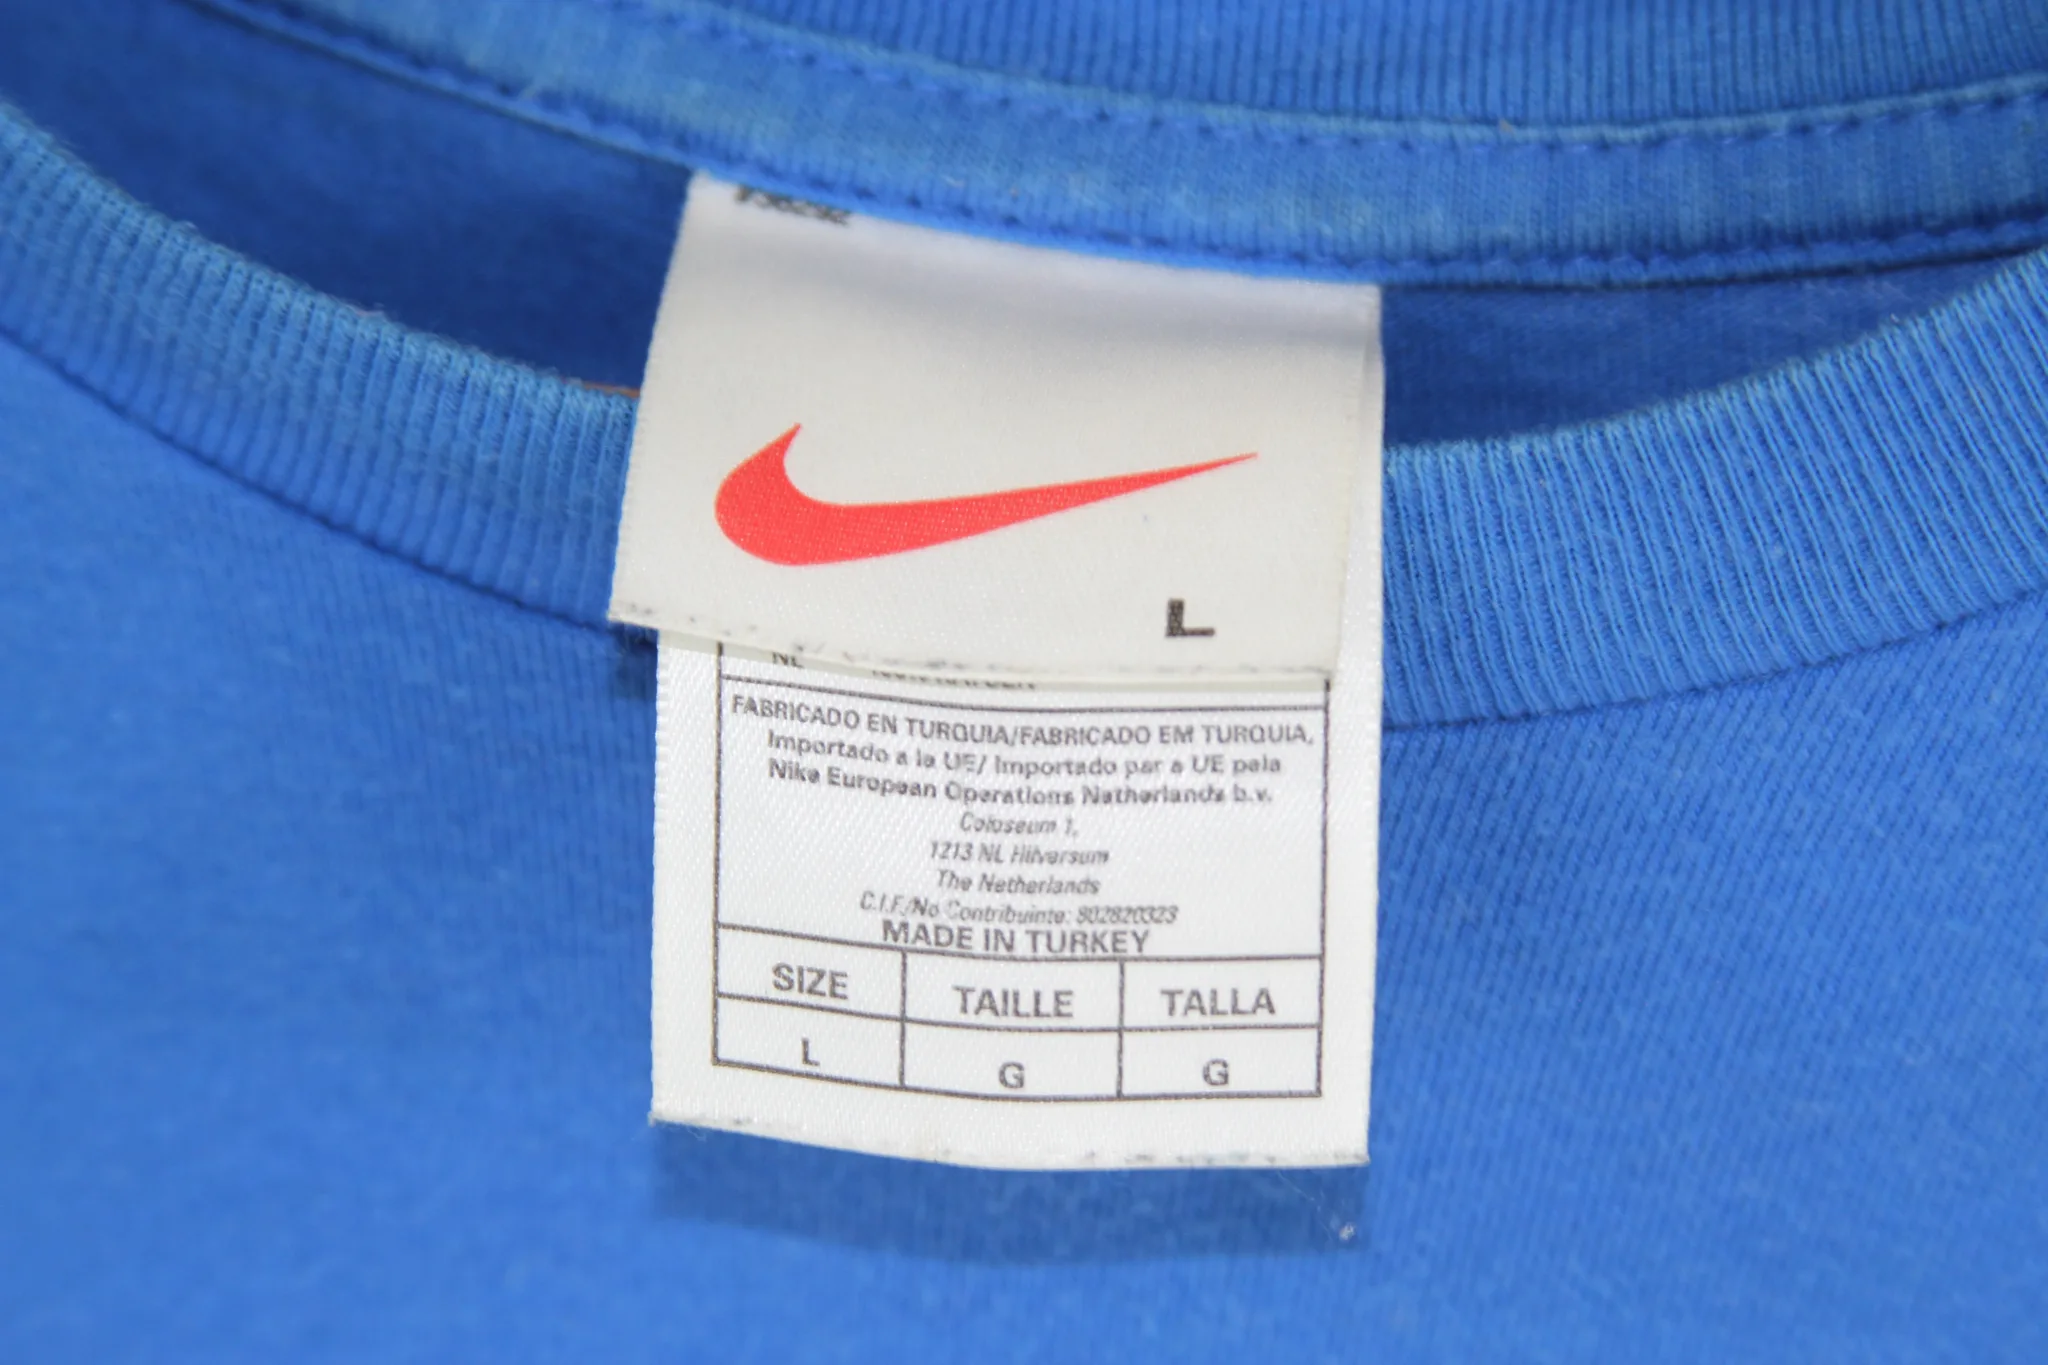 L
NL
FABRICADO EN TURQUIA/FABRICADO EM TURQUIA,
Importado a la UE/ Importado par a UE pela
Nike European Operations Netherlands b.v.
Coloseum 1,
1213 NL Hilversum
The Netherlands
C.I.F./No Contribuinte: 802820323
MADE IN TURKEY
SIZE TAILLE TALLA
L G G